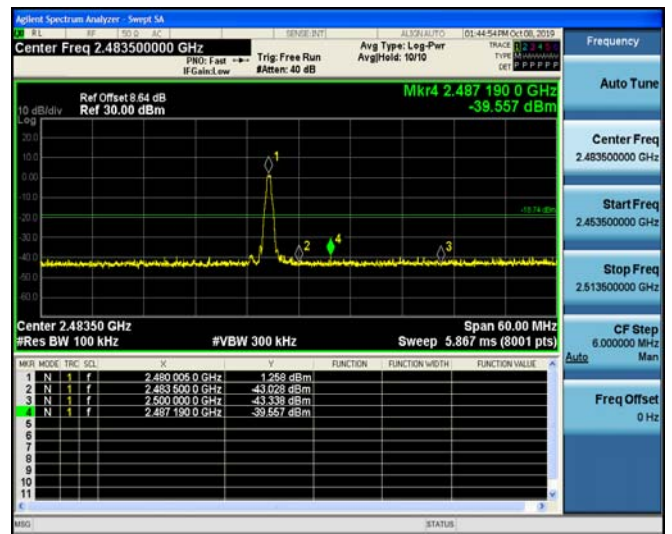 Agilent Spectrum Analyzer - Swept SA
RL RF 50 Ω AC SENSE:INT ALIGN AUTO 01:44:54 PM Oct 08, 2019
Center Freq 2.483500000 GHz
PNO: Fast
IFGain:Low
Trig: Free Run
#Atten: 40 dB
Avg Type: Log-Pwr
Avg|Hold: 10/10
TRACE 1 2 3 4 5 6
TYPE
DET P P P P P P
Ref Offset 8.64 dB
10 dB/div Ref 30.00 dBm
Log
Mkr4 2.487 190 0 GHz
-39.557 dBm
20.0
10.0
0.00
-10.0
-20.0
-30.0
-40.0
-50.0
-60.0
1
2
4
3
-18.74 dBm
Center 2.48350 GHz Span 60.00 MHz
#Res BW 100 kHz #VBW 300 kHz Sweep 5.867 ms (8001 pts)
MKR MODE TRC SCL X Y FUNCTION FUNCTION WIDTH FUNCTION VALUE
1 N 1 f 2.480 005 0 GHz 1.258 dBm
2 N 1 f 2.483 500 0 GHz -43.028 dBm
3 N 1 f 2.500 000 0 GHz -43.338 dBm
4 N 1 f 2.487 190 0 GHz -39.557 dBm
5
6
7
8
9
10
11
MSG STATUS
Frequency
Auto Tune
Center Freq
2.483500000 GHz
Start Freq
2.453500000 GHz
Stop Freq
2.513500000 GHz
CF Step
6.000000 MHz
Auto Man
Freq Offset
0 Hz